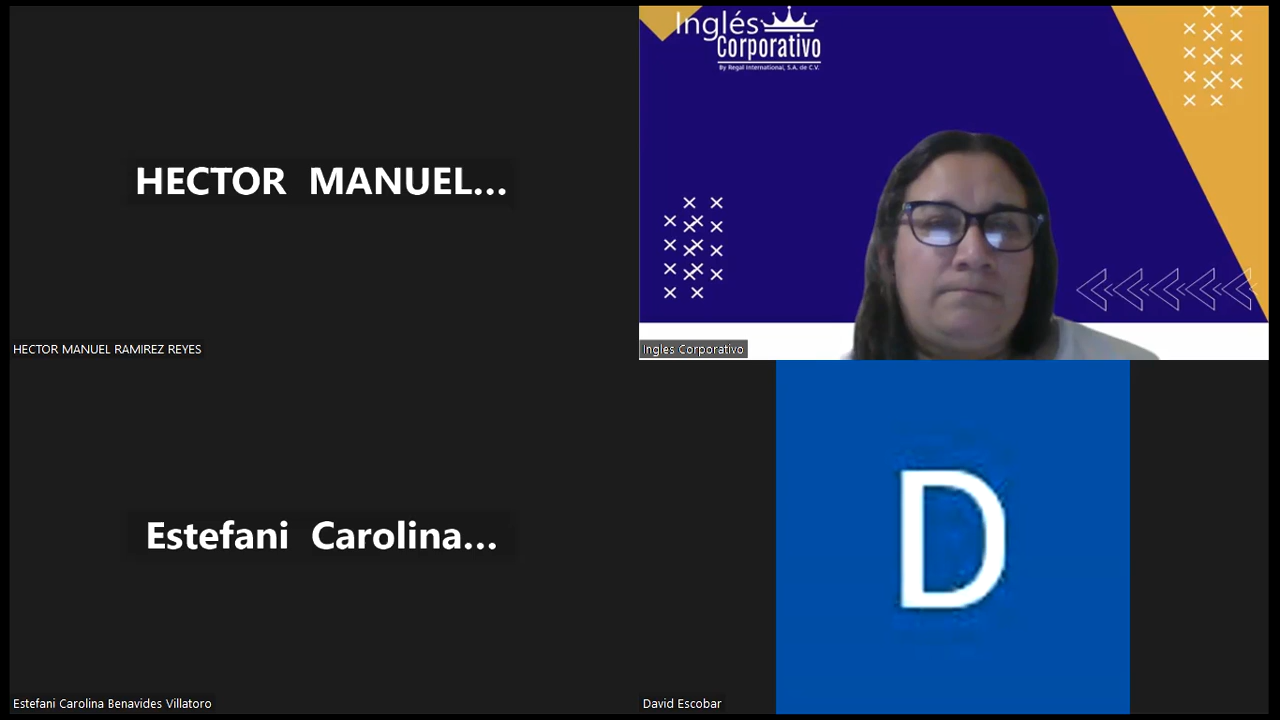 HECTOR MANUEL...
HECTOR MANUEL RAMIREZ REYES
Inglés
Corporativo
By Regal International, S.A. de C.V.
Ingles Corporativo
Estefani Carolina...
Estefani Carolina Benavides Villatoro
D
David Escobar